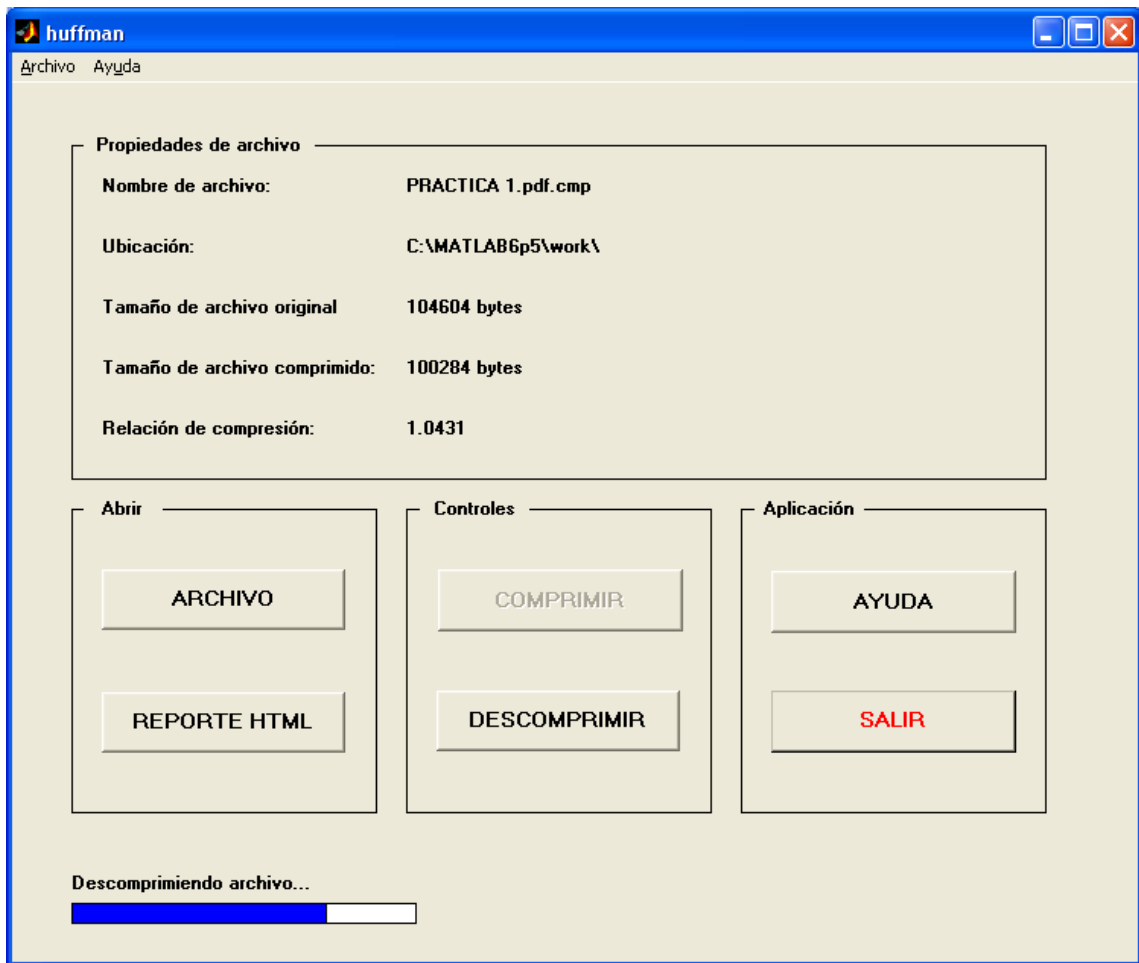 huffman
Archivo Ayuda
Propiedades de archivo
Nombre de archivo: PRACTICA 1.pdf.cmp
Ubicación: C:\MATLAB6p5\work\
Tamaño de archivo original 104604 bytes
Tamaño de archivo comprimido: 100284 bytes
Relación de compresión: 1.0431
Abrir Controles Aplicación
ARCHIVO COMPRIMIR AYUDA
REPORTE HTML DESCOMPRIMIR SALIR
Descomprimiendo archivo...